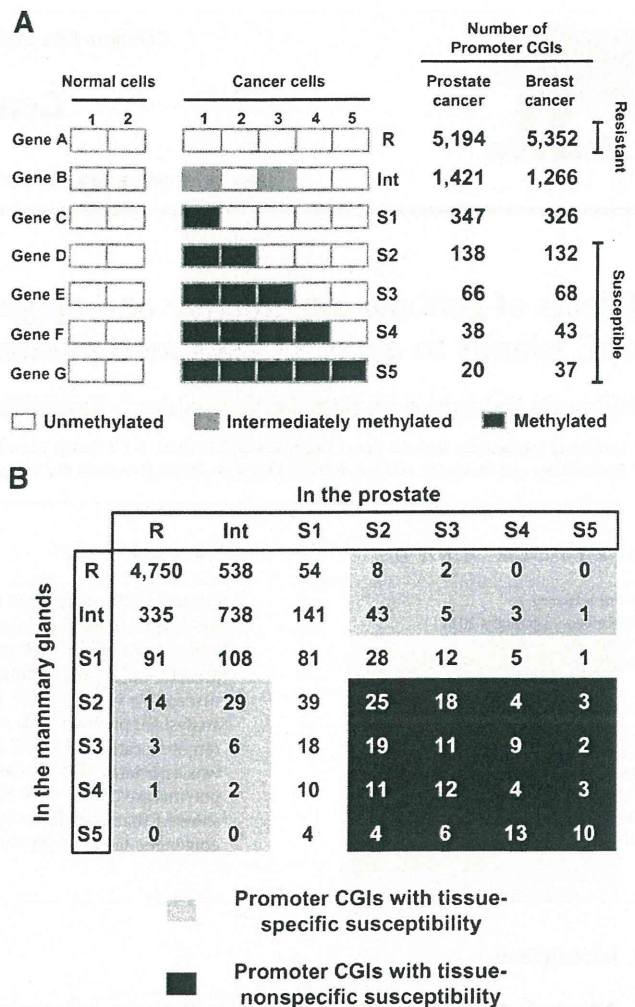 A
Number of
Promoter CGIs
Normal cells Cancer cells Prostate cancer Breast cancer
1 2 1 2 3 4 5
Gene A R 5,194 5,352 Resistant
Gene B Int 1,421 1,266
Gene C S1 347 326
Gene D S2 138 132
Gene E S3 66 68 Susceptible
Gene F S4 38 43
Gene G S5 20 37
Unmethylated Intermediately methylated Methylated
B
In the prostate
R Int S1 S2 S3 S4 S5
In the mammary glands
R 4,750 538 54 8 2 0 0
Int 335 738 141 43 5 3 1
S1 91 108 81 28 12 5 1
S2 14 29 39 25 18 4 3
S3 3 6 18 19 11 9 2
S4 1 2 10 11 12 4 3
S5 0 0 4 4 6 13 10
Promoter CGIs with tissue-
specific susceptibility
Promoter CGIs with tissue-
nonspecific susceptibility